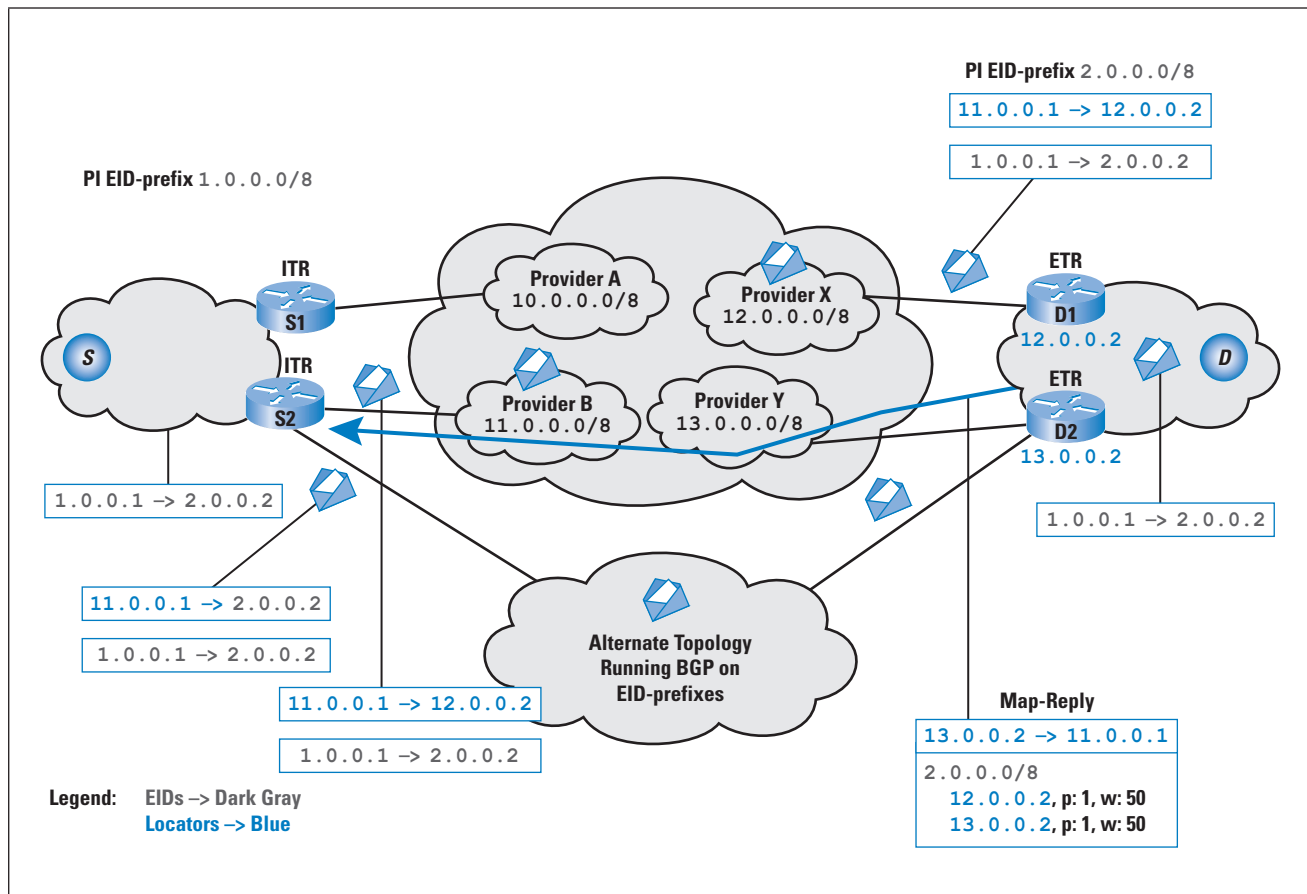 PI EID-prefix 2.0.0.0/8
11.0.0.1 –> 12.0.0.2
1.0.0.1 –> 2.0.0.2
PI EID-prefix 1.0.0.0/8
ITR
S1
Provider A
10.0.0.0/8
Provider X
12.0.0.0/8
ETR
D1
12.0.0.2
S
D
ITR
S2
Provider B
11.0.0.0/8
Provider Y
13.0.0.0/8
ETR
D2
13.0.0.2
1.0.0.1 –> 2.0.0.2
1.0.0.1 –> 2.0.0.2
11.0.0.1 –> 2.0.0.2
1.0.0.1 –> 2.0.0.2
Alternate Topology
Running BGP on
EID-prefixes
11.0.0.1 –> 12.0.0.2
1.0.0.1 –> 2.0.0.2
Map-Reply
13.0.0.2 –> 11.0.0.1
2.0.0.0/8
12.0.0.2, p: 1, w: 50
13.0.0.2, p: 1, w: 50
Legend: EIDs –> Dark Gray
Locators –> Blue